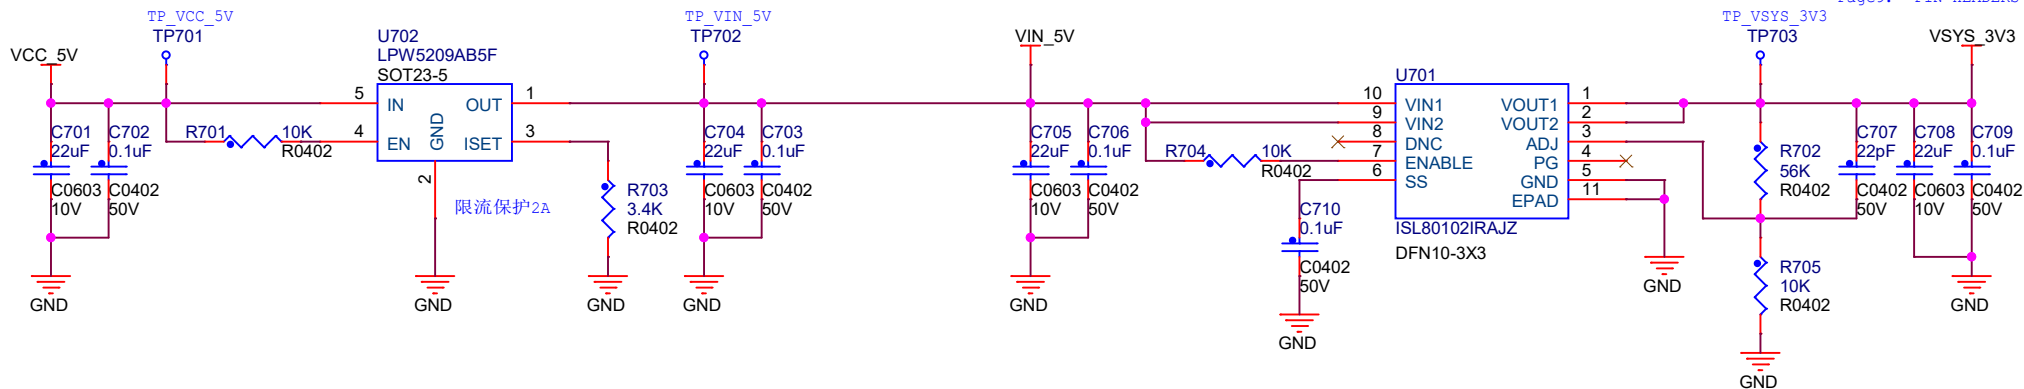 TP_VCC_5V
TP701
VCC_5V
U702
LPW5209AB5F
SOT23-5
5
IN
OUT
1
4
EN
GND
ISET
3
2
R701
10K
R0402
C701
22uF
C0603
10V
C702
0.1uF
C0402
50V
GND
GND
限流保护2A
R703
3.4K
R0402
GND
TP_VIN_5V
TP702
C704
22uF
C0603
10V
C703
0.1uF
C0402
50V
GND
VIN_5V
C705
22uF
C0603
10V
C706
0.1uF
C0402
50V
GND
R704
10K
R0402
C710
0.1uF
C0402
50V
GND
U701
10
VIN1
VOUT1
1
9
VIN2
VOUT2
2
8
DNC
ADJ
3
7
ENABLE
PG
4
6
SS
GND
5
EPAD
11
ISL80102IRAJZ
DFN10-3X3
GND
TP_VSYS_3V3
TP703
R702
56K
R0402
R705
10K
R0402
GND
C707
22pF
C0402
50V
C708
22uF
C0603
10V
C709
0.1uF
C0402
50V
VSYS_3V3
GND